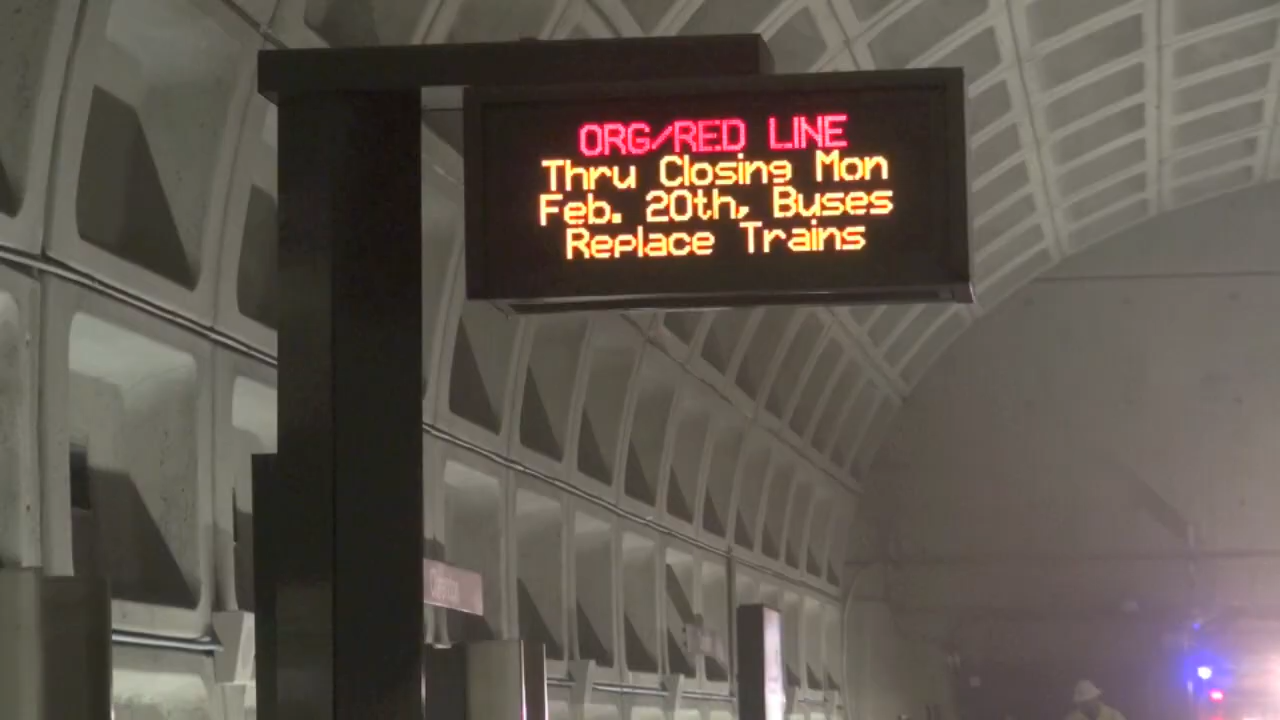 ORG/RED LINE
Thru Closing Mon
Feb. 20th, Buses
Replace Trains